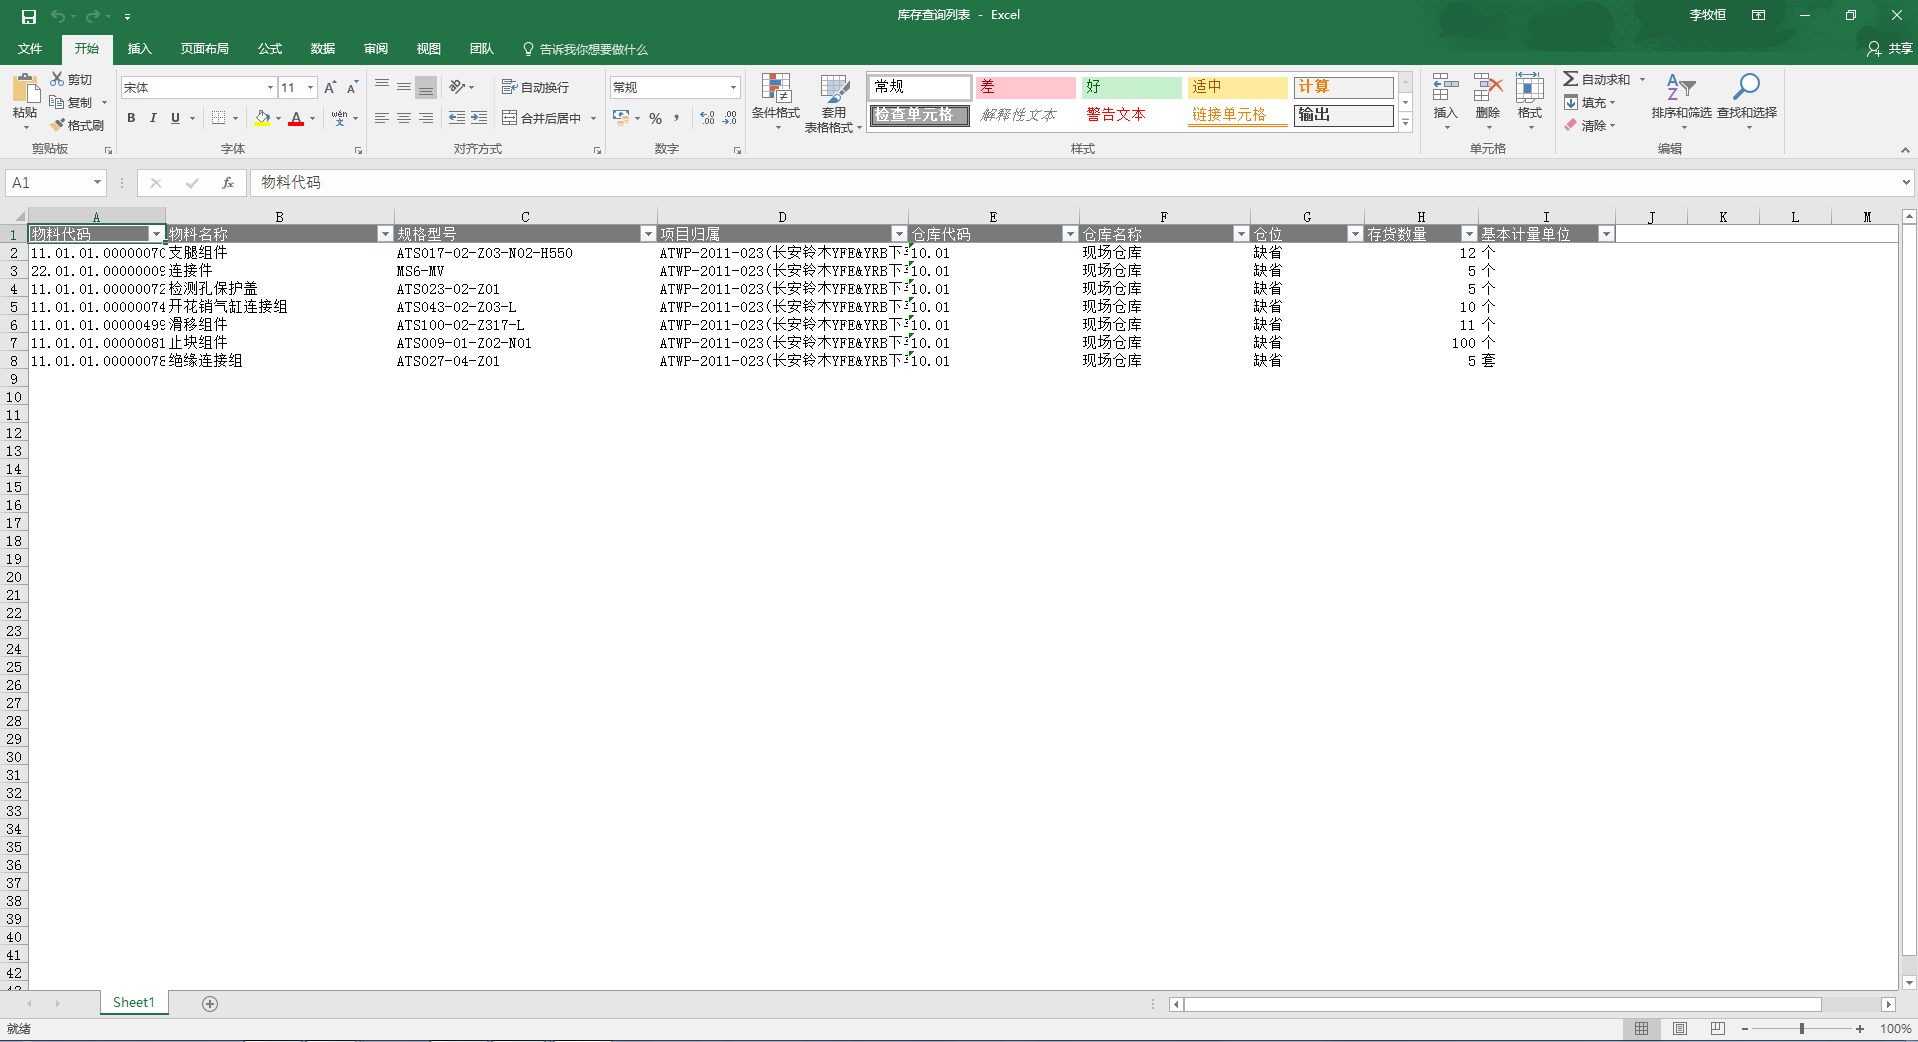 库存查询列表 - Excel
李牧恒
文件 开始 插入 页面布局 公式 数据 审阅 视图 团队 告诉我你想要做什么 共享
粘贴 剪切 复制 格式刷 剪贴板
宋体 11 A A B I U A wén 文 字体
自动换行 合并后居中 对齐方式
常规 % , 数字
条件格式 套用 表格格式
常规 差 好 适中 计算
检查单元格 解释性文本 警告文本 链接单元格 输出
样式
插入 删除 格式 单元格
自动求和 填充 清除 排序和筛选 查找和选择 编辑
A1 fx 物料代码
A B C D E F G H I J K L M
1 物料代码 物料名称 规格型号 项目归属 仓库代码 仓库名称 仓位 存货数量 基本计量单位
2 11.01.01.0000007 支腿组件 ATS017-02-Z03-N02-H550 ATWP-2011-023(长安铃木YFE&YRB下 10.01 现场仓库 缺省 12 个
3 22.01.01.00000009 连接件 MS6-MV ATWP-2011-023(长安铃木YFE&YRB下 10.01 现场仓库 缺省 5 个
4 11.01.01.00000072 检测孔保护盖 ATS023-02-Z01 ATWP-2011-023(长安铃木YFE&YRB下 10.01 现场仓库 缺省 5 个
5 11.01.01.00000074 开花销气缸连接组 ATS043-02-Z03-L ATWP-2011-023(长安铃木YFE&YRB下 10.01 现场仓库 缺省 10 个
6 11.01.01.00000499 滑移组件 ATS100-02-Z317-L ATWP-2011-023(长安铃木YFE&YRB下 10.01 现场仓库 缺省 11 个
7 11.01.01.00000081 止块组件 ATS009-01-Z02-N01 ATWP-2011-023(长安铃木YFE&YRB下 10.01 现场仓库 缺省 100 个
8 11.01.01.00000078 绝缘连接组 ATS027-04-Z01 ATWP-2011-023(长安铃木YFE&YRB下 10.01 现场仓库 缺省 5 套
9
10
11
12
13
14
15
16
17
18
19
20
21
22
23
24
25
26
27
28
29
30
31
32
33
34
35
36
37
38
39
40
41
42
Sheet1
就绪 100%